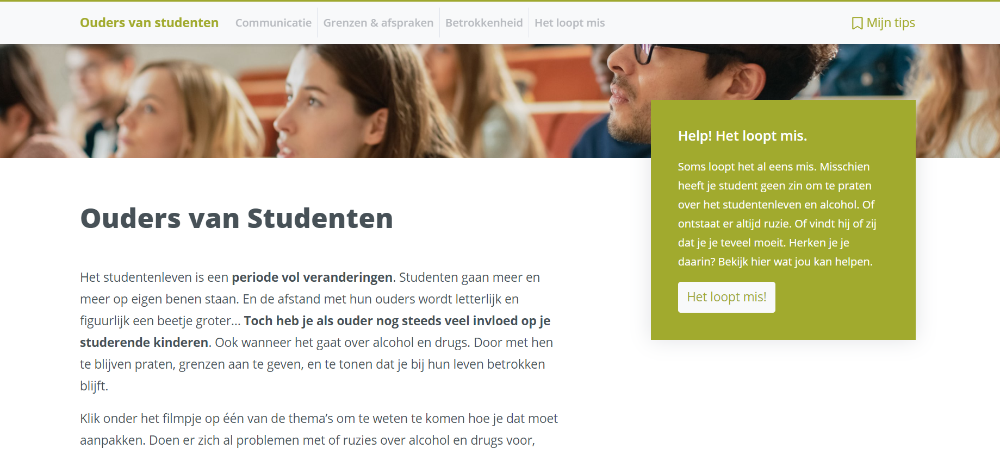 Ouders van studenten
Communicatie
Grenzen & afspraken
Betrokkenheid
Het loopt mis
Mijn tips
Help! Het loopt mis.
Soms loopt het al eens mis. Misschien
heeft je student geen zin om te praten
over het studentenleven en alcohol. Of
ontstaat er altijd ruzie. Of vindt hij of zij
dat je je teveel moeit. Herken je je
daarin? Bekijk hier wat jou kan helpen.
Het loopt mis!
Ouders van Studenten
Het studentenleven is een periode vol veranderingen. Studenten gaan meer en
meer op eigen benen staan. En de afstand met hun ouders wordt letterlijk en
figuurlijk een beetje groter... Toch heb je als ouder nog steeds veel invloed op je
studerende kinderen. Ook wanneer het gaat over alcohol en drugs. Door met hen
te blijven praten, grenzen aan te geven, en te tonen dat je bij hun leven betrokken
blijft.
Klik onder het filmpje op één van de thema’s om te weten te komen hoe je dat moet
aanpakken. Doen er zich al problemen met of ruzies over alcohol en drugs voor,